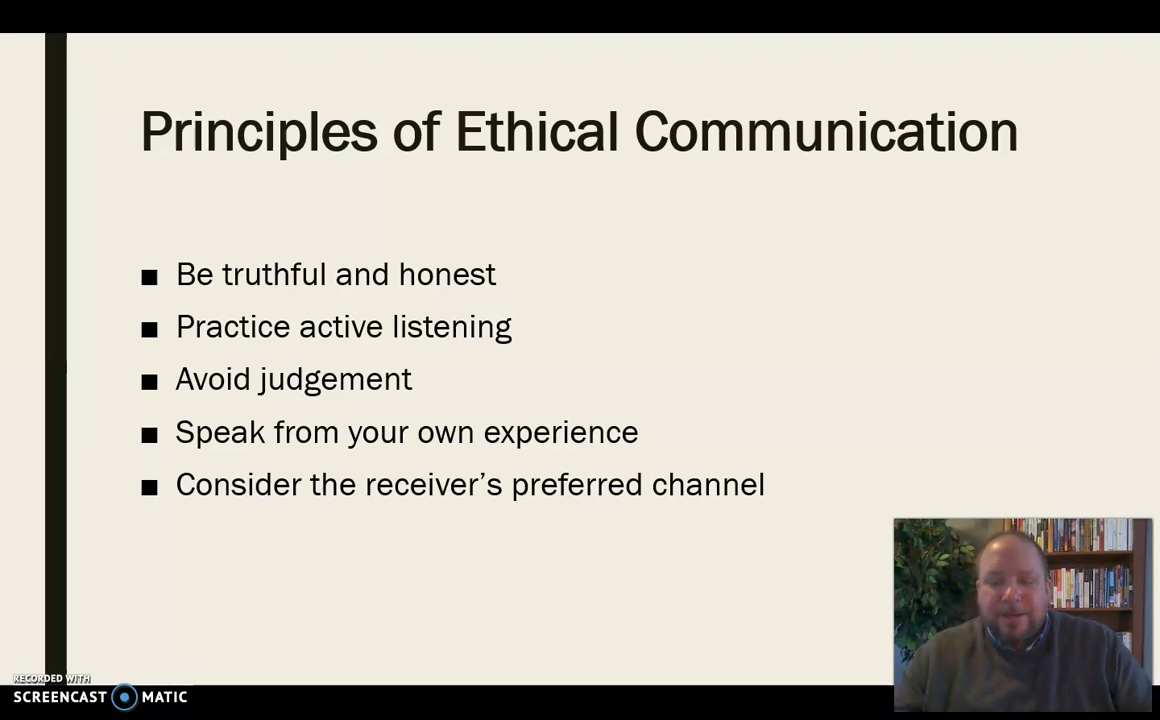 Principles of Ethical Communication
■ Be truthful and honest
■ Practice active listening
■ Avoid judgement
■ Speak from your own experience
■ Consider the receiver’s preferred channel
RECORDED WITH
SCREENCAST MATIC